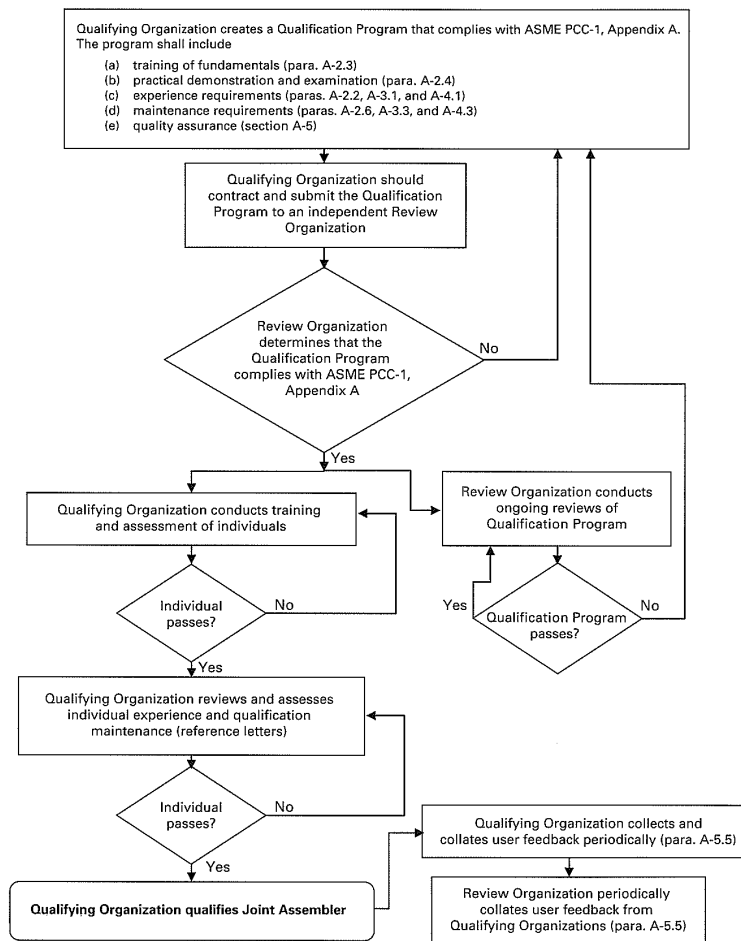 Qualifying Organization creates a Qualification Program that complies with ASME PCC-1, Appendix A.
The program shall include
(a) training of fundamentals (para. A-2.3)
(b) practical demonstration and examination (para. A-2.4)
(c) experience requirements (paras. A-2.2, A-3.1, and A-4.1)
(d) maintenance requirements (paras. A-2.6, A-3.3, and A-4.3)
(e) quality assurance (section A-5)
Qualifying Organization should
contract and submit the Qualification
Program to an independent Review
Organization
Review Organization
determines that the
Qualification Program
complies with ASME PCC-1,
Appendix A
No
Yes
Qualifying Organization conducts training
and assessment of individuals
Review Organization conducts
ongoing reviews of
Qualification Program
Individual
passes?
No
Yes
Qualification Program
passes?
No
Yes
Qualifying Organization reviews and assesses
individual experience and qualification
maintenance (reference letters)
Individual
passes?
No
Yes
Qualifying Organization collects and
collates user feedback periodically (para. A-5.5)
Qualifying Organization qualifies Joint Assembler
Review Organization periodically
collates user feedback from
Qualifying Organizations (para. A-5.5)